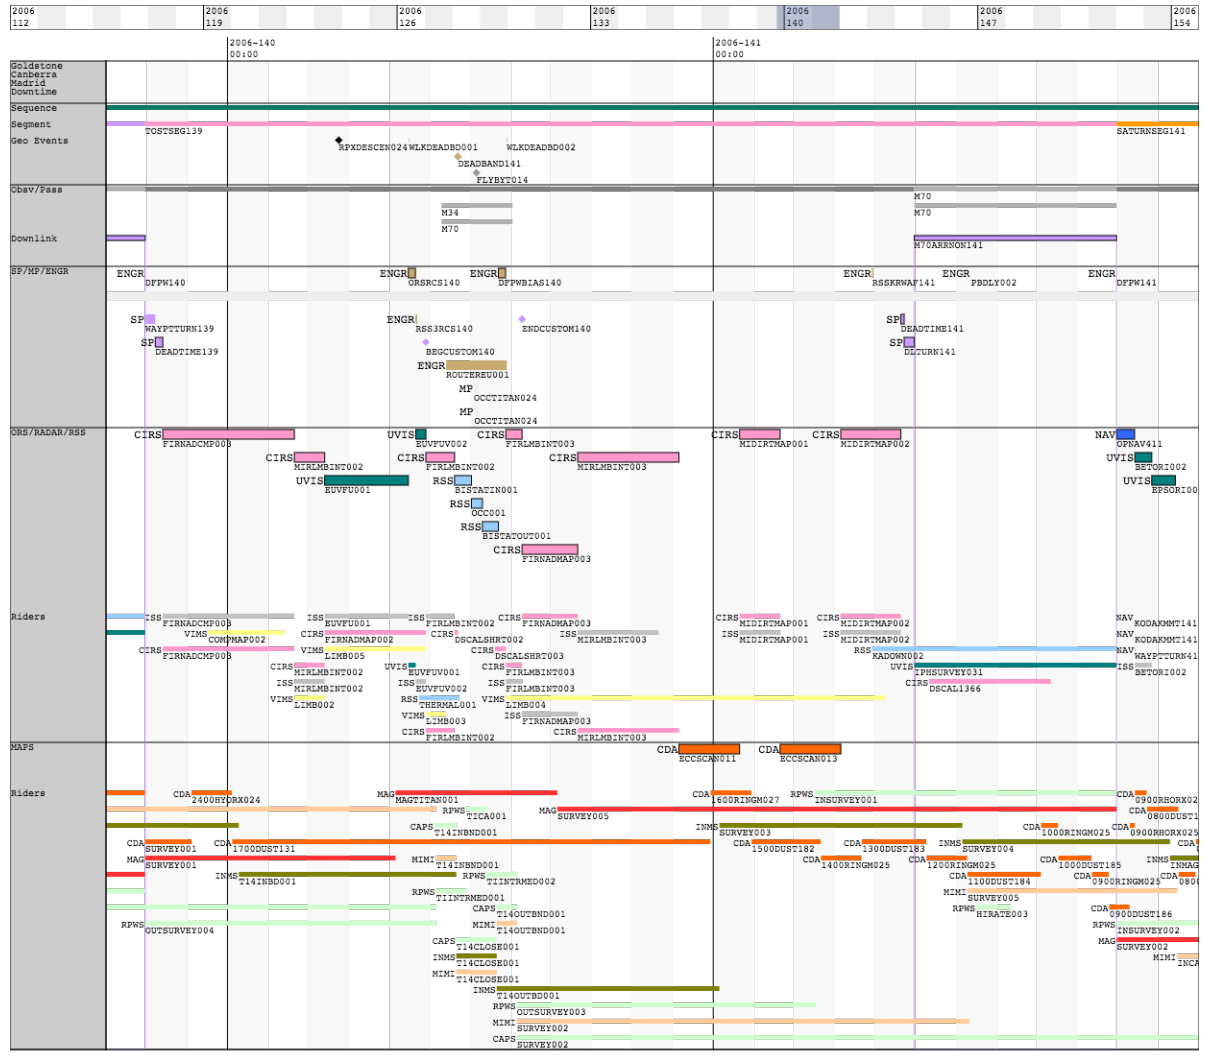 2006 2006 2006 2006 2006 2006 2006
112 119 126 133 140 147 154
2006-140 2006-141
00:00 00:00
Goldstone
Canberra
Madrid
Downtime
Sequence
Segment
TOSTSEG139 SATURNSEG141
Geo Events
RPXDESCEN024 WLKDEADBD001 WLKDEADBD002
DEADBAND141
FLYBYT014
Obsv/Pass
M70
M34 M70
M70
Downlink
M70ARRNON141
SP/MP/ENGR
ENGR ENGR ENGR ENGR ENGR ENGR
DFPW140 ORSRCS140 DFPWBIAS140 RSSKRWAF141 PBDLY002 DFPW141
SP ENGR SP
WAYPTTURN139 RSS3RCS140 ENDCUSTOM140 DEADTIME141
SP SP
DEADTIME139 BEGCUSTOM140 DLTURN141
ENGR
ROUTEREU001
MP
OCCTITAN024
MP
OCCTITAN024
ORS/RADAR/RSS
CIRS UVIS CIRS CIRS CIRS NAV
FIRNADCMP003 EUVFUV002 FIRLMBINT003 MIDIRTMAP001 MIDIRTMAP002 OPNAV411
CIRS CIRS CIRS UVIS
MIRLMBINT002 FIRLMBINT002 MIRLMBINT003 BETORI002
UVIS RSS UVIS
EUVFU001 BISTATIN001 EPSORI00
RSS
OCC001
RSS
BISTATOUT001
CIRS
FIRNADMAP003
Riders
ISS ISS ISS CIRS CIRS CIRS NAV
FIRNADCMP003 EUVFU001 FIRLMBINT002 FIRNADMAP003 MIDIRTMAP001 MIDIRTMAP002 KODAKMMT141
VIMS CIRS CIRS ISS ISS ISS NAV
COMPMAP002 FIRNADMAP002 DSCALSHRT002 MIRLMBINT003 MIDIRTMAP001 MIDIRTMAP002 KODAKMMT141
CIRS VIMS CIRS RSS NAV
FIRNADCMP003 LIMB005 DSCALSHRT003 KADOWN002 WAYPTTURN41
CIRS UVIS CIRS UVIS ISS
MIRLMBINT002 EUVFUV001 FIRLMBINT003 IPHSURVEY031 BETORI002
ISS ISS ISS CIRS
MIRLMBINT002 EUVFUV002 FIRLMBINT003 DSCAL1366
VIMS RSS VIMS
LIMB002 THERMAL001 LIMB004
VIMS ISS
LIMB003 FIRNADMAP003
CIRS CIRS
FIRLMBINT002 MIRLMBINT003
MAPS
CDA CDA
ECCSCAN011 ECCSCAN013
Riders
CDA MAG CDA RPWS CDA
2400HYDRX024 MAGTITAN001 1600RINGM027 INSURVEY001 0900RHORX02
RPWS MAG CDA
TICA001 SURVEY005 0800DUST1
CAPS INMS CDA CDA
T14INBND001 SURVEY003 1000RINGM025 0900RHORX025
CDA CDA CDA CDA INMS CDA
SURVEY001 1700DUST131 1500DUST182 1300DUST183 SURVEY004
MAG MIMI CDA CDA CDA INMS
SURVEY001 T14INBND001 1400RINGM025 1200RINGM025 1000DUST185 INMAG
INMS RPWS CDA CDA CDA
T14INBD001 TIINTRMED002 1100DUST184 0900RINGM025 080
RPWS MIMI
TIINTRMED001 SURVEY005
CAPS RPWS CDA
T14OUTBND001 HIRATE003 0900DUST186
RPWS MIMI RPWS
OUTSURVEY004 T14OUTBND001 INSURVEY002
CAPS MAG
T14CLOSE001 SURVEY002
INMS MIMI
T14CLOSE001 INCA
MIMI
T14CLOSE001
INMS
T14OUTBD001
RPWS
OUTSURVEY003
MIMI
SURVEY002
CAPS
SURVEY002